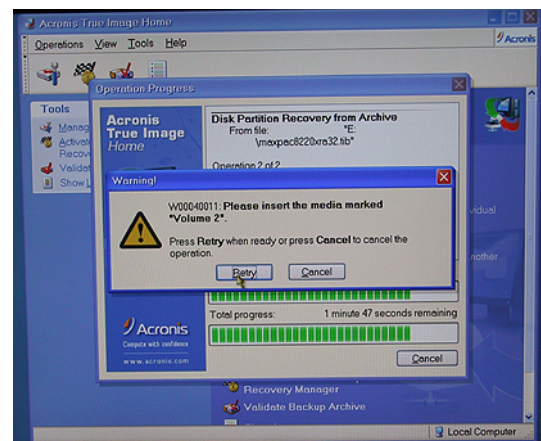 Acronis True Image Home
Operations View Tools Help
Acronis
Operation Progress
Tools
Manag
Activat
Recov
Validat
Show L
Acronis
True Image
Home
Disk Partition Recovery from Archive
From file: "E:
\maxpac8220xra32.tib"
Operation 2 of 2
Warning!
W00040011: Please insert the media marked
"Volume 2".
Press Retry when ready or press Cancel to cancel the
operation.
Retry Cancel
vidual
nother
Total progress: 1 minute 47 seconds remaining
Acronis
Compute with confidence
www.acronis.com
Cancel
Recovery Manager
Validate Backup Archive
Local Computer